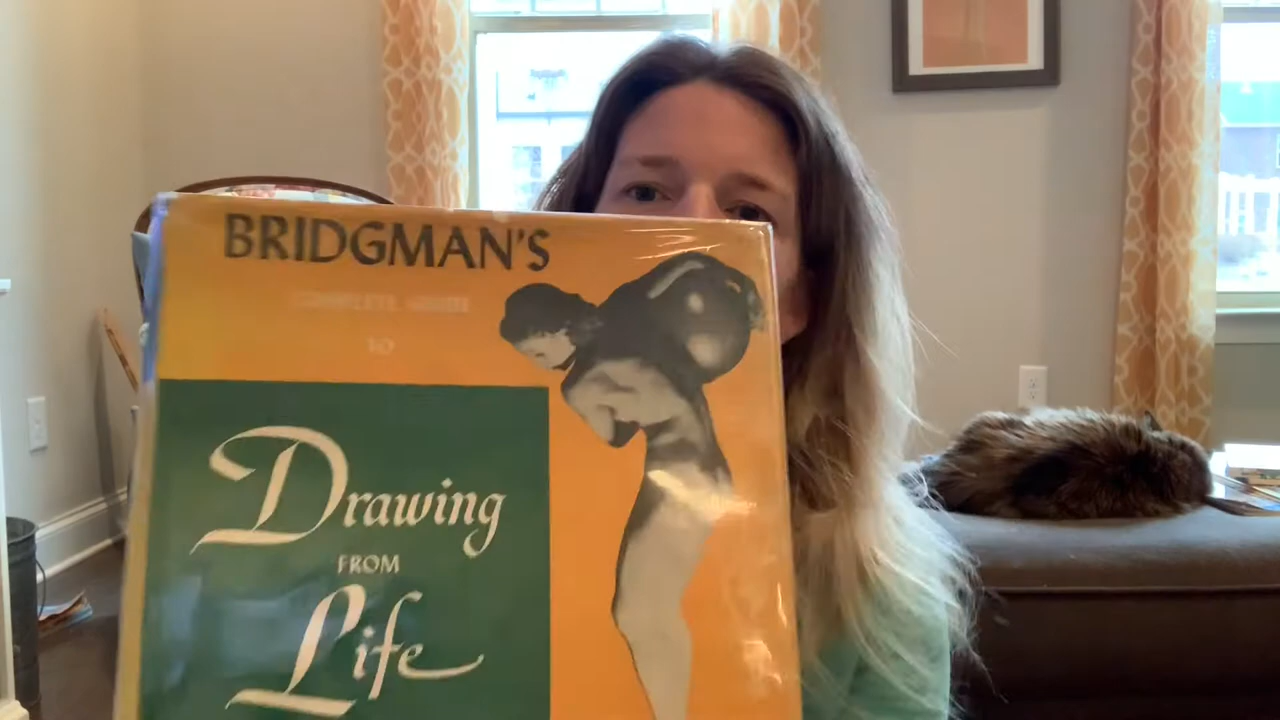 BRIDGMAN'S
COMPLETE GUIDE
TO
Drawing
FROM
Life